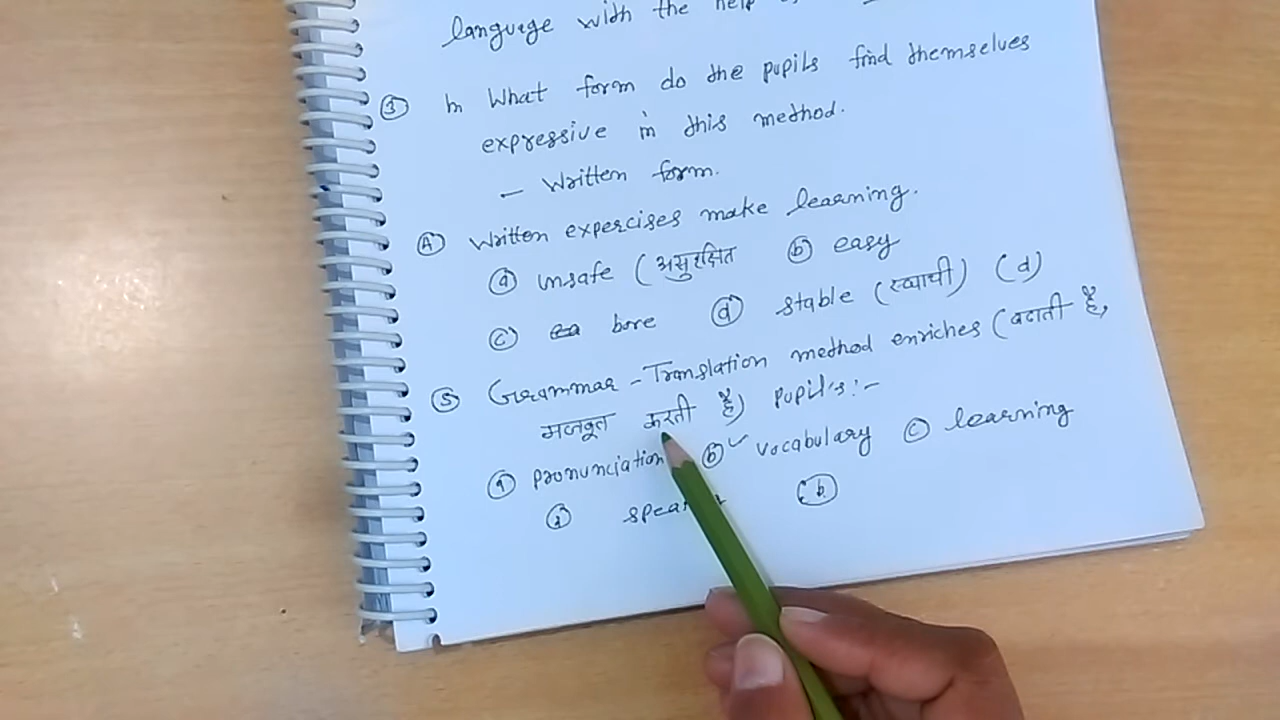 language with the help
③ In What form do the pupils find themselves
expressive in this method.
- Written form.
④ Written expercises make learning.
ⓐ unsafe (असुरक्षित ⓑ easy
ⓒ bore ⓓ stable (स्थायी) (d)
⑤ Grammar - Translation method enriches (बढाती है,
मजबूत करती है) pupil's :-
ⓐ pronunciation ⓑ ✓ vocabulary ⓒ learning
ⓓ ⓑ